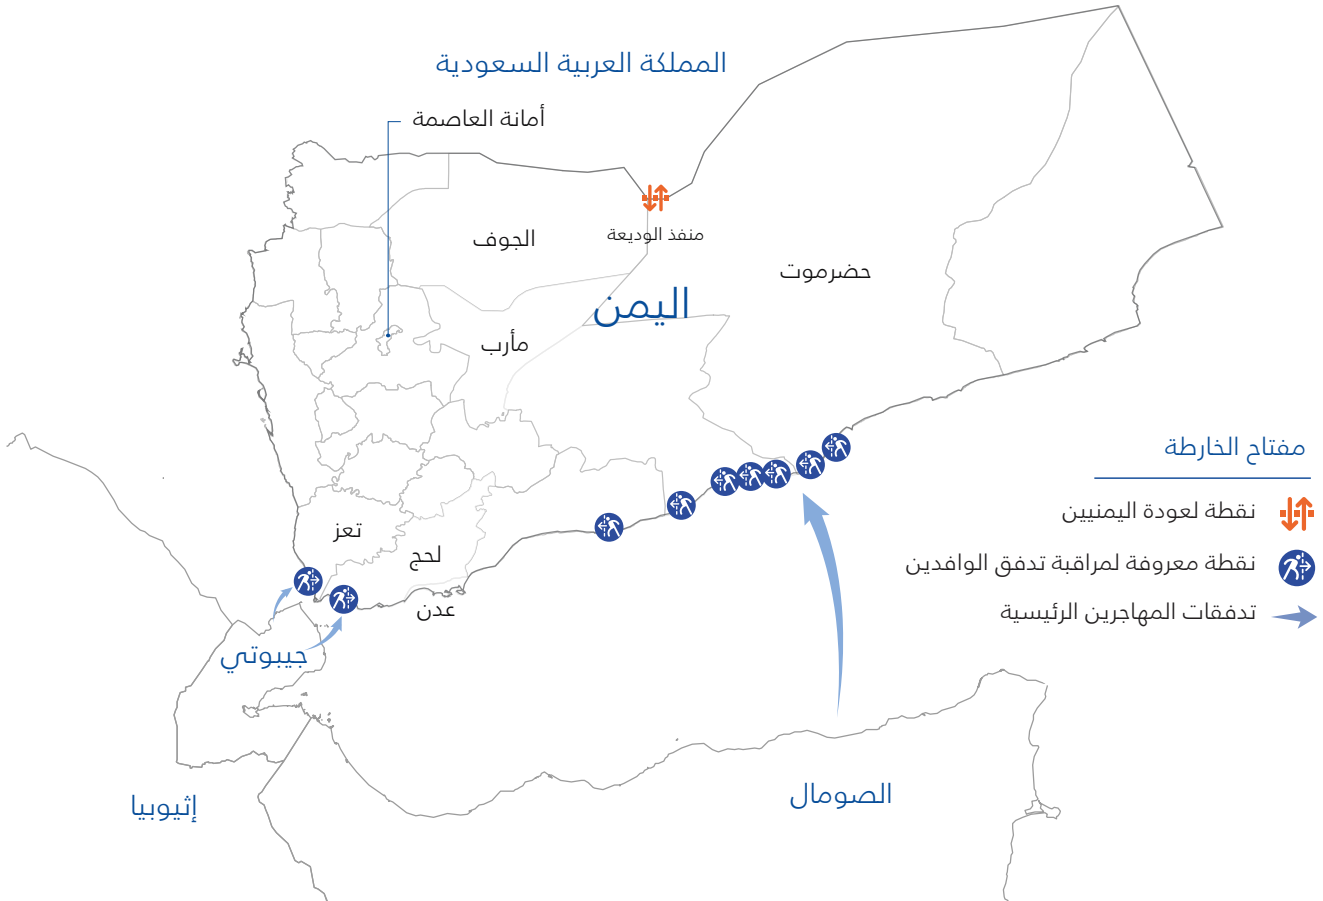 المملكة العربية السعودية
أمانة العاصمة
الجوف
منفذ الوديعة
حضرموت
اليمن
مأرب
مفتاح الخارطة
نقطة لعودة اليمنيين
نقطة معروفة لمراقبة تدفق الوافدين
تدفقات المهاجرين الرئيسية
تعز
لحج
عدن
جيبوتي
الصومال
إثيوبيا